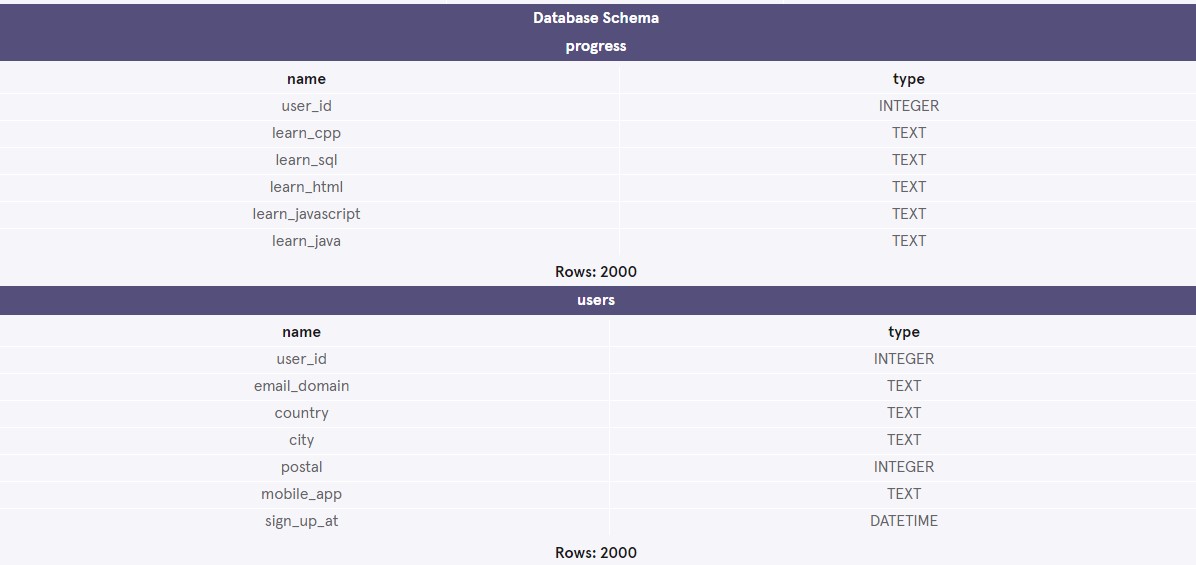 Database Schema
progress
name type
user_id INTEGER
learn_cpp TEXT
learn_sql TEXT
learn_html TEXT
learn_javascript TEXT
learn_java TEXT
Rows: 2000
users
name type
user_id INTEGER
email_domain TEXT
country TEXT
city TEXT
postal INTEGER
mobile_app TEXT
sign_up_at DATETIME
Rows: 2000